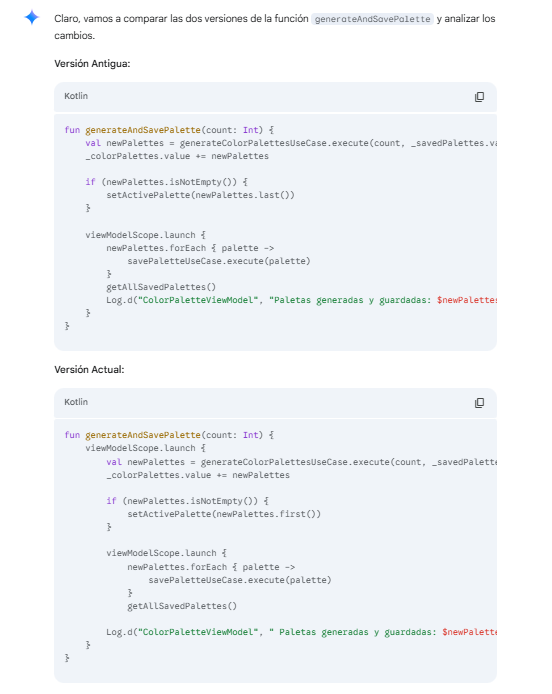 Claro, vamos a comparar las dos versiones de la función generateAndSavePalette y analizar los
cambios.
Versión Antigua:
Kotlin
fun generateAndSavePalette(count: Int) {
    val newPalettes = generateColorPalettesUseCase.execute(count, _savedPalettes.va
    _colorPalettes.value += newPalettes
    if (newPalettes.isNotEmpty()) {
        setActivePalette(newPalettes.last())
    }
    viewModelScope.launch {
        newPalettes.forEach { palette ->
            savePaletteUseCase.execute(palette)
        }
        getAllSavedPalettes()
        Log.d("ColorPaletteViewModel", "Paletas generadas y guardadas: $newPalettes
    }
}
Versión Actual:
Kotlin
fun generateAndSavePalette(count: Int) {
    viewModelScope.launch {
        val newPalettes = generateColorPalettesUseCase.execute(count, _savedPalette
        _colorPalettes.value += newPalettes
        if (newPalettes.isNotEmpty()) {
            setActivePalette(newPalettes.first())
        }
        viewModelScope.launch {
            newPalettes.forEach { palette ->
                savePaletteUseCase.execute(palette)
            }
            getAllSavedPalettes()
        Log.d("ColorPaletteViewModel", " Paletas generadas y guardadas: $newPalette
    }
}